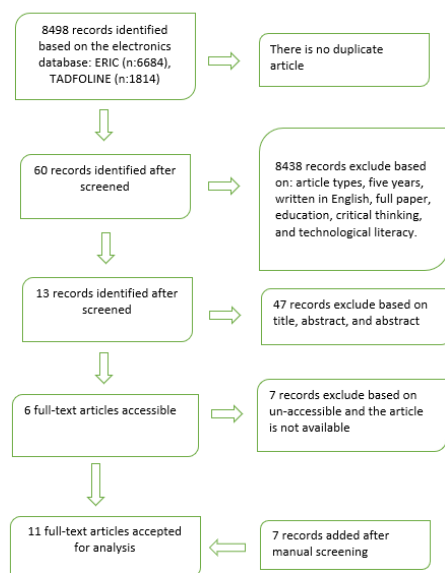 8498 records identified
based on the electronics
database: ERIC (n:6684),
TADFOLINE (n:1814)
There is no duplicate
article
60 records identified after
screened
8438 records exclude based
on: article types, five years,
written in English, full paper,
education, critical thinking,
and technological literacy.
13 records identified after
screened
47 records exclude based on
title, abstract, and abstract
6 full-text articles accessible
7 records exclude based on
un-accessible and the article
is not available
11 full-text articles accepted
for analysis
7 records added after
manual screening